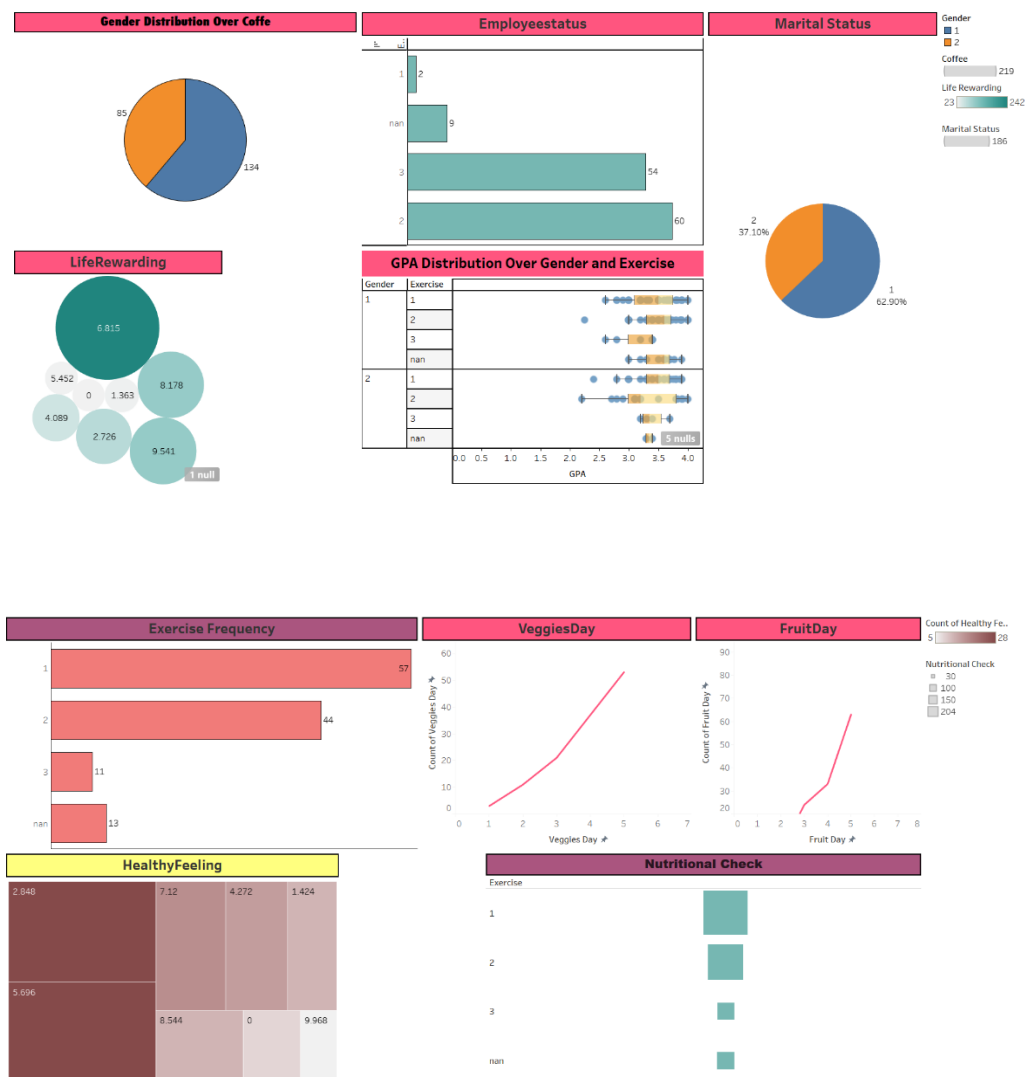 Gender Distribution Over Coffe
85
134
Employeestatus
E..
1
2
nan
9
3
54
2
60
Marital Status
2
37.10%
1
62.90%
Gender
1
2
Coffee
219
Life Rewarding
23
242
Marital Status
186
LifeRewarding
6.815
5.452
0
1.363
8.178
4.089
2.726
9.541
1 null
GPA Distribution Over Gender and Exercise
Gender Exercise
1 1
2
3
nan
2 1
2
3
nan
5 nulls
0.0 0.5 1.0 1.5 2.0 2.5 3.0 3.5 4.0
GPA
Exercise Frequency
1
57
2
44
3
11
nan
13
VeggiesDay
Count of Veggies Day
60
50
40
30
20
10
0
0 1 2 3 4 5 6 7
Veggles Day
FruitDay
Count of Fruit Day
90
80
70
60
50
40
30
20
0 1 2 3 4 5 6 7 8
Fruit Day
Count of Healthy Fe..
5
28
Nutritional Check
30
100
150
204
HealthyFeeling
2.848
7.12
4.272
1.424
5.696
8.544
0
9.968
Nutritional Check
Exercise
1
2
3
nan